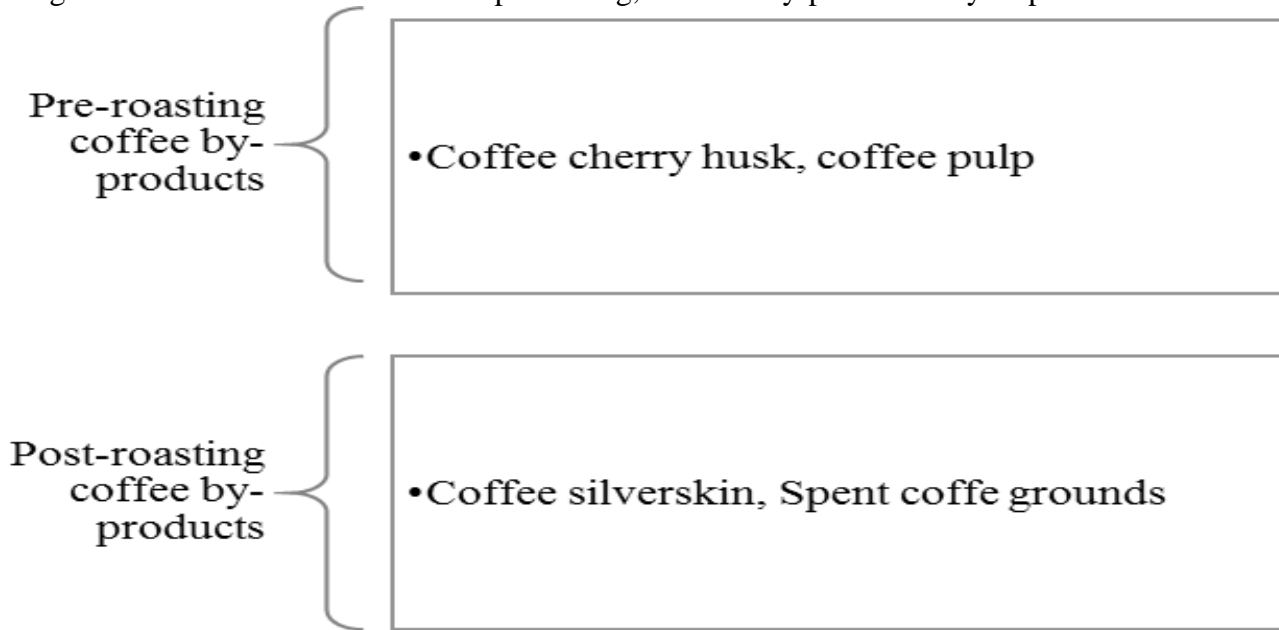 Pre-roasting
coffee by-
products
•Coffee cherry husk, coffee pulp
Post-roasting
coffee by-
products
•Coffee silverskin, Spent coffe grounds